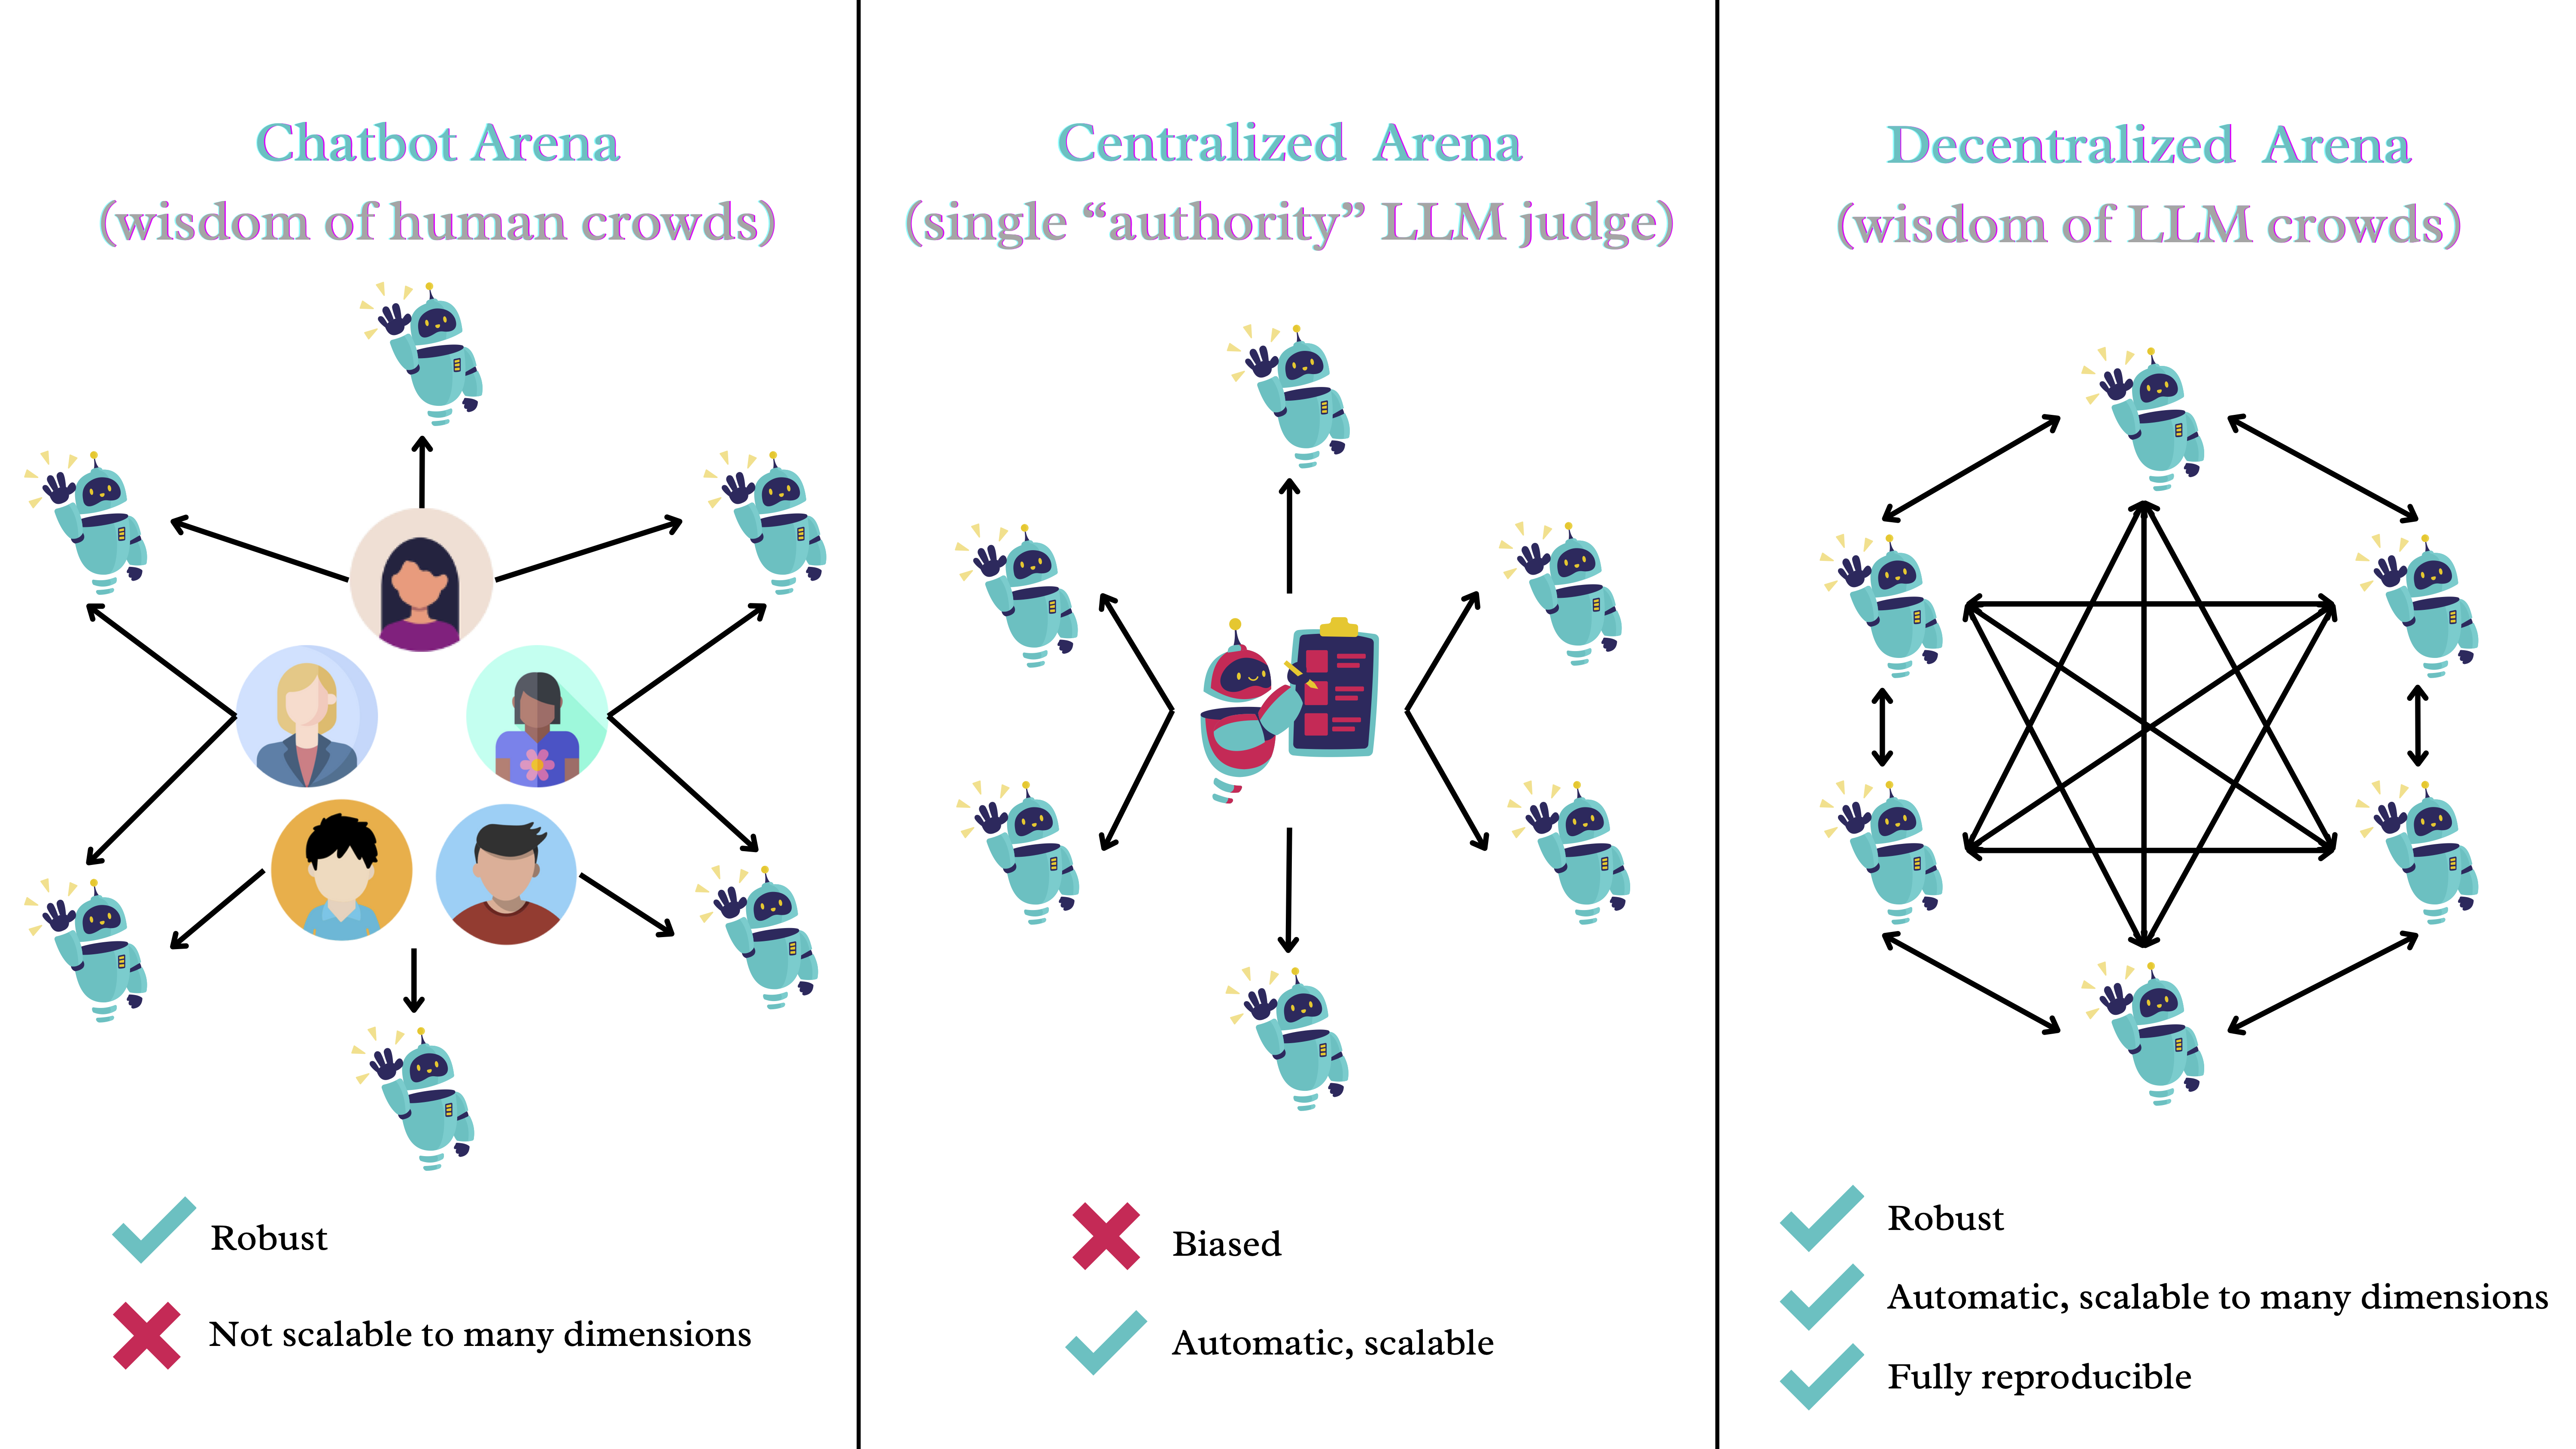 Chatbot Arena
(wisdom of human crowds)
Robust
Not scalable to many dimensions
Centralized Arena
(single “authority” LLM judge)
Biased
Automatic, scalable
Decentralized Arena
(wisdom of LLM crowds)
Robust
Automatic, scalable to many dimensions
Fully reproducible